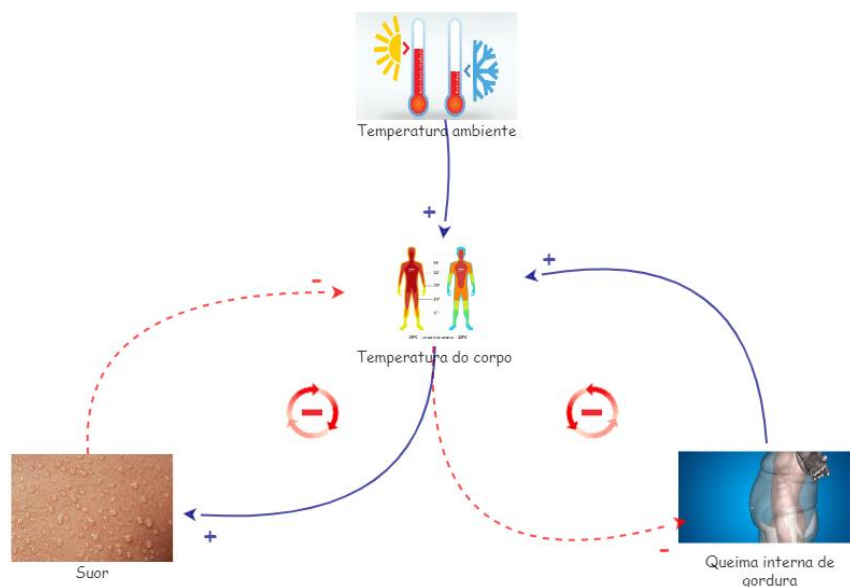 Temperatura ambiente
+
+
-
Temperatura do corpo
-
-
+
-
Suor
Queima interna de
gordura